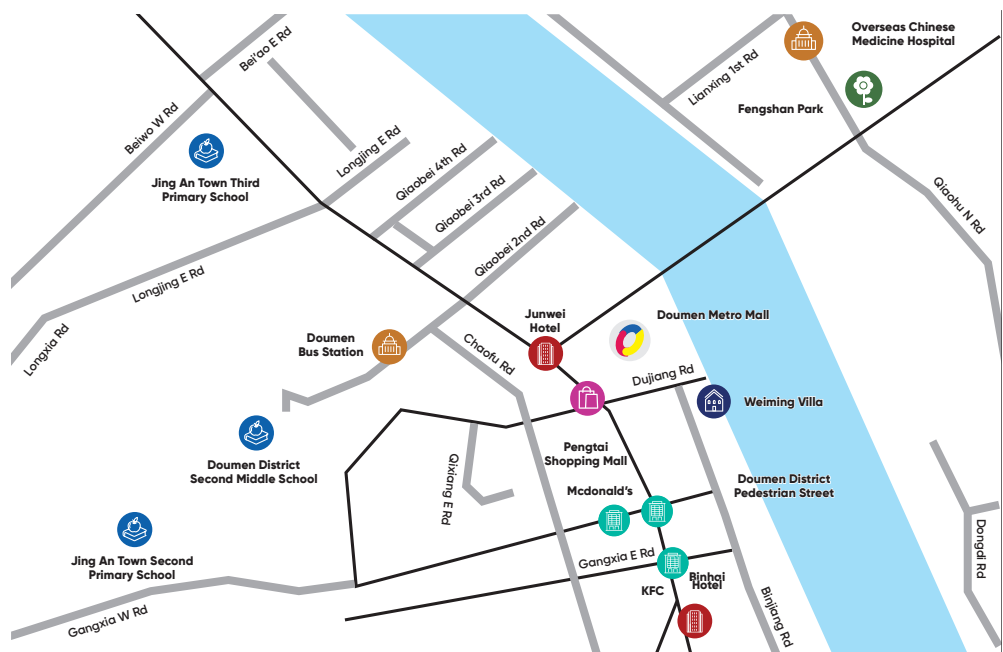 Overseas Chinese
Medicine Hospital
Bei'ao E Rd
Lianxing 1st Rd
Fengshan Park
Beiwo W Rd
Longjing E Rd
Qiaobei 4th Rd
Jing An Town Third
Primary School
Qiaobei 3rd Rd
Qiaohu N Rd
Qiaobei 2nd Rd
Longjing E Rd
Longxia Rd
Junwei
Hotel
Doumen Metro Mall
Doumen
Bus Station
Chaofu Rd
Dujiang Rd
Weiming Villa
Doumen District
Second Middle School
Pengtai
Shopping Mall
Qixiang E Rd
Mcdonald's
Doumen District
Pedestrian Street
Jing An Town Second
Primary School
Gangxia E Rd
KFC
Binhai
Hotel
Dongdi Rd
Gangxia W Rd
Binjiang Rd